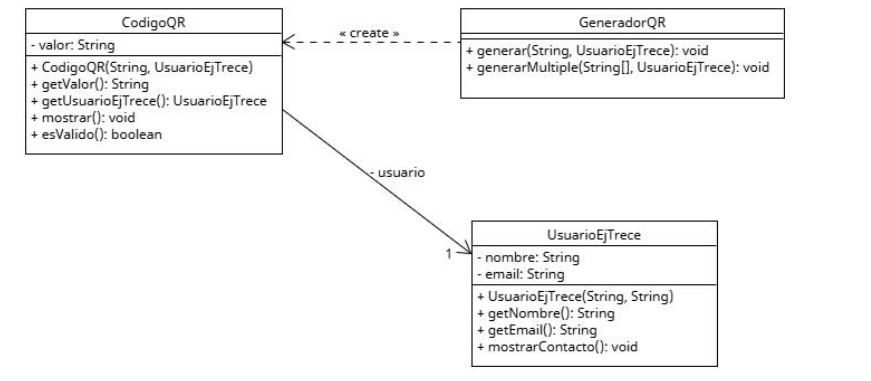 CodigoQR
- valor: String
+ CodigoQR(String, UsuarioEjTrece)
+ getValor(): String
+ getUsuarioEjTrece(): UsuarioEjTrece
+ mostrar(): void
+ esValido(): boolean
« create »
GeneradorQR
+ generar(String, UsuarioEjTrece): void
+ generarMultiple(String[], UsuarioEjTrece): void
- usuario
1
UsuarioEjTrece
- nombre: String
- email: String
+ UsuarioEjTrece(String, String)
+ getNombre(): String
+ getEmail(): String
+ mostrarContacto(): void